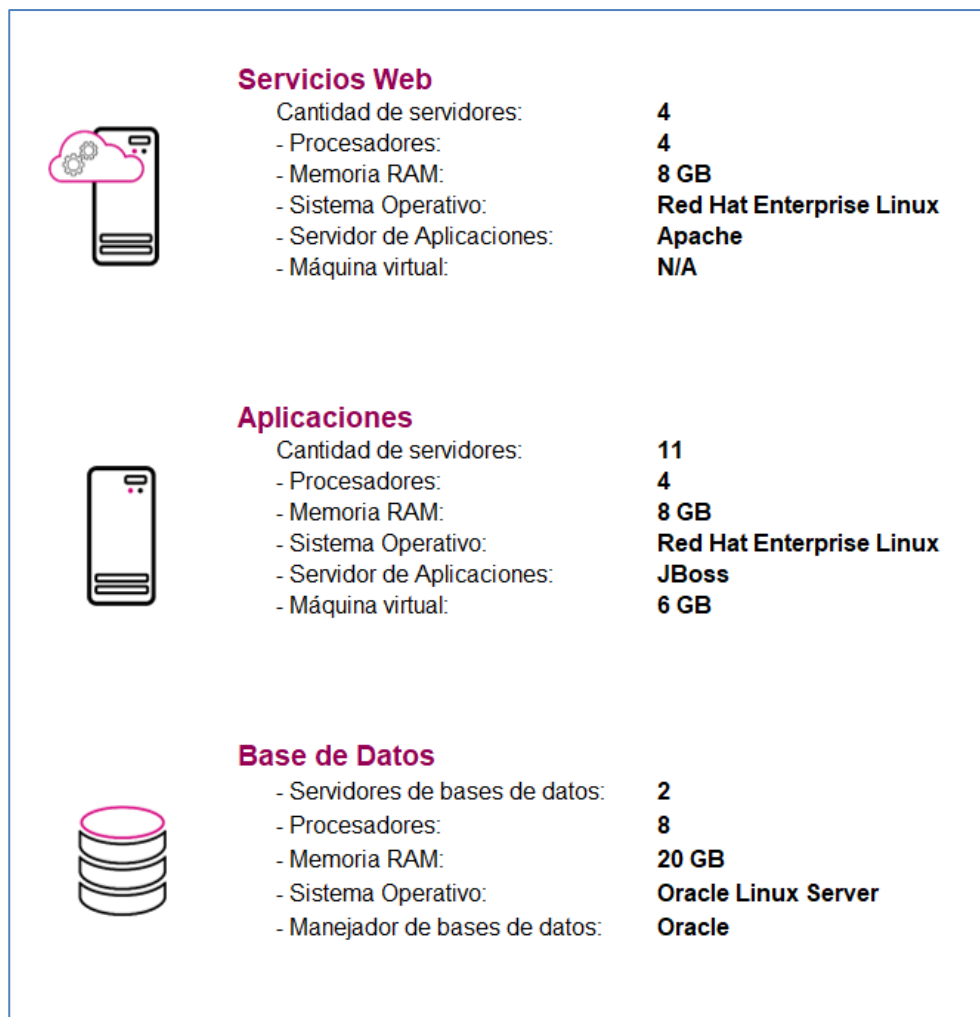 Servicios Web
Cantidad de servidores: 4
- Procesadores: 4
- Memoria RAM: 8 GB
- Sistema Operativo: Red Hat Enterprise Linux
- Servidor de Aplicaciones: Apache
- Máquina virtual: N/A
Aplicaciones
Cantidad de servidores: 11
- Procesadores: 4
- Memoria RAM: 8 GB
- Sistema Operativo: Red Hat Enterprise Linux
- Servidor de Aplicaciones: JBoss
- Máquina virtual: 6 GB
Base de Datos
- Servidores de bases de datos: 2
- Procesadores: 8
- Memoria RAM: 20 GB
- Sistema Operativo: Oracle Linux Server
- Manejador de bases de datos: Oracle